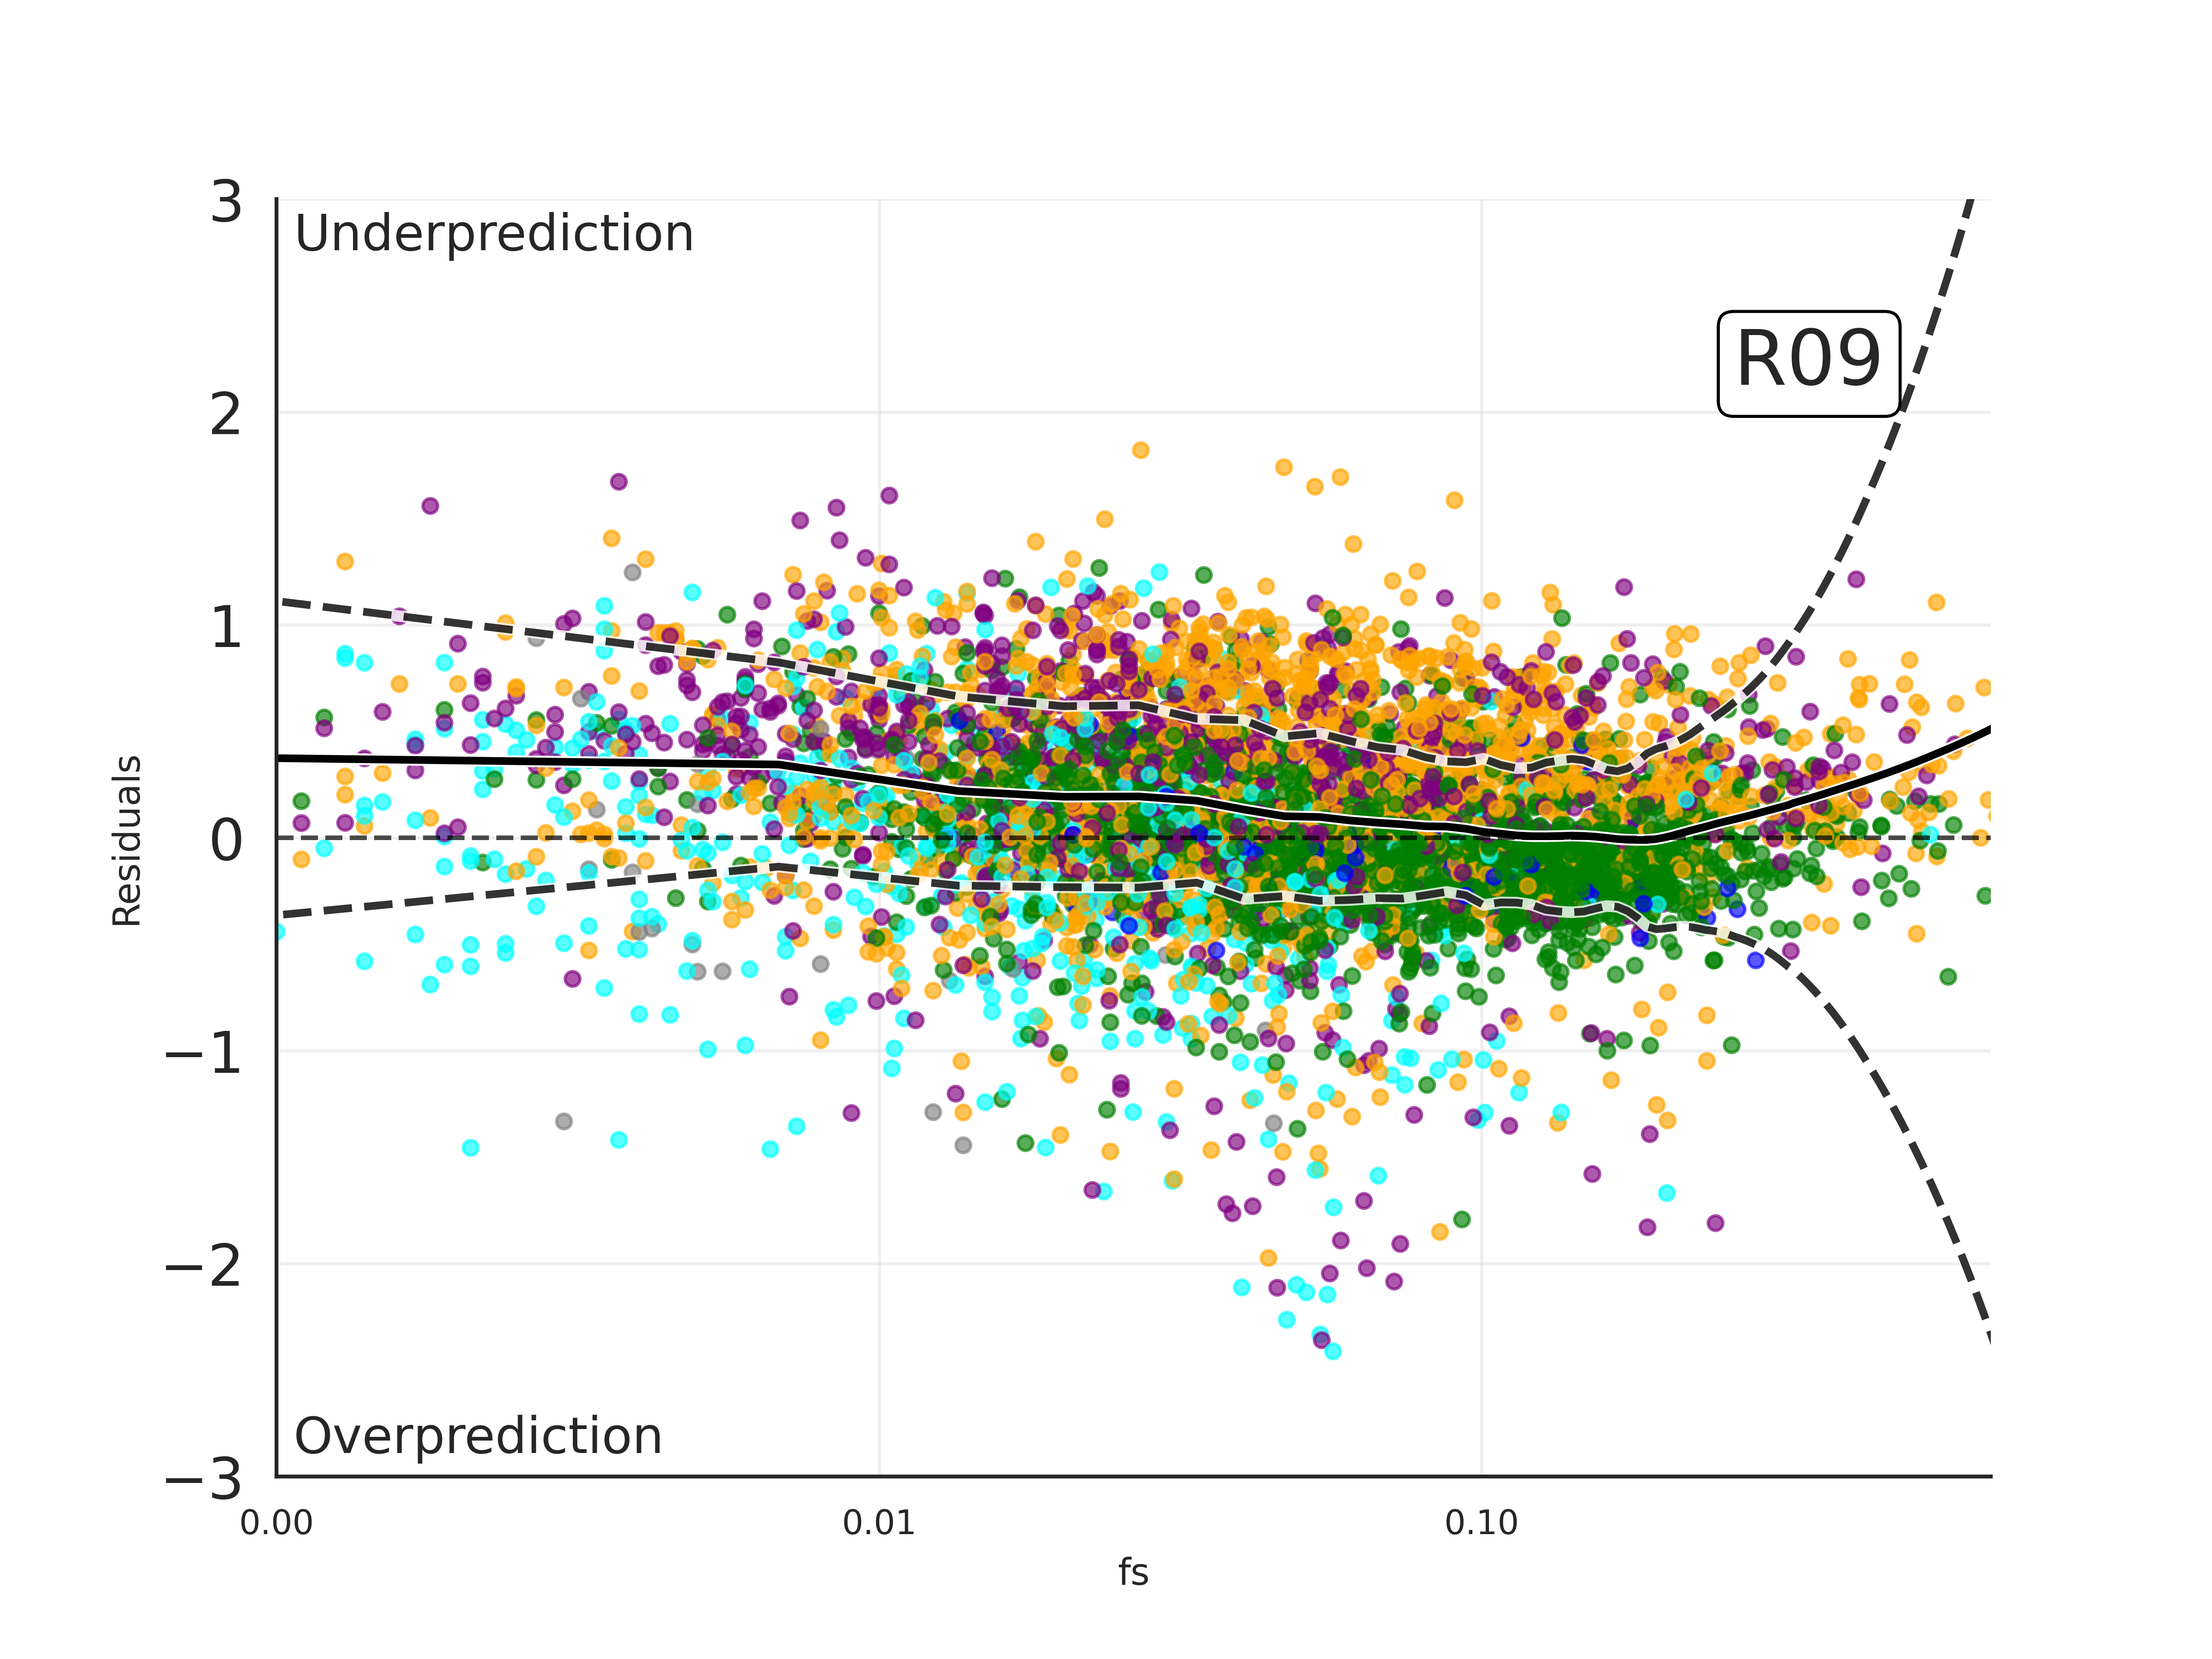 3
Underprediction
R09
2
1
0
Residuals
−1
−2
Overprediction
−3
0.00
0.01
0.10
fs